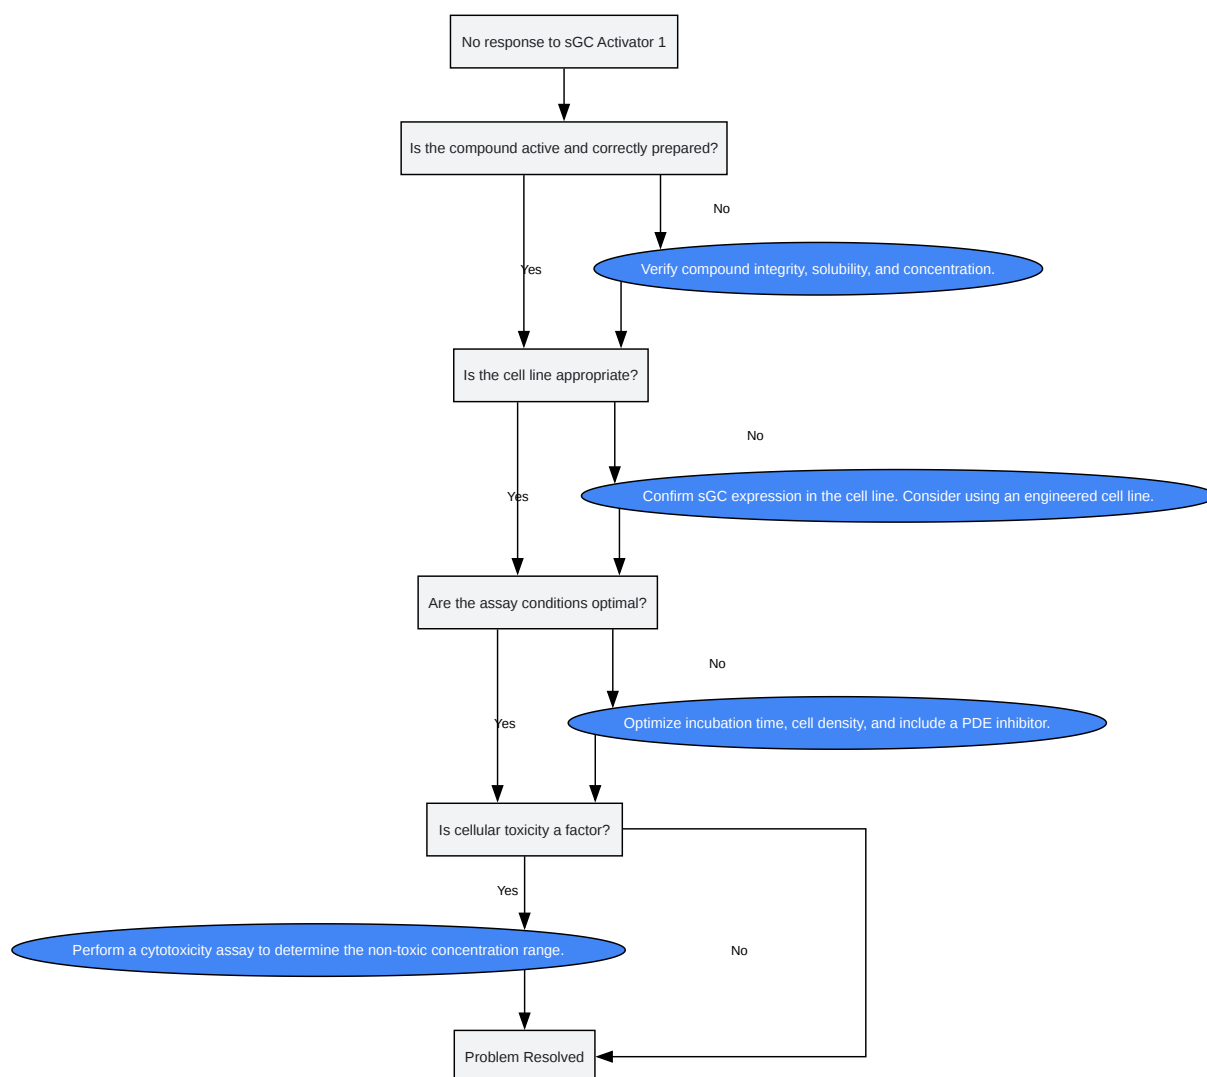 No response to sGC Activator 1
Is the compound active and correctly prepared?
No
Yes
Verify compound integrity, solubility, and concentration.
Is the cell line appropriate?
No
Yes
Confirm sGC expression in the cell line. Consider using an engineered cell line.
Are the assay conditions optimal?
No
Yes
Optimize incubation time, cell density, and include a PDE inhibitor.
Is cellular toxicity a factor?
Yes
Perform a cytotoxicity assay to determine the non-toxic concentration range.
No
Problem Resolved